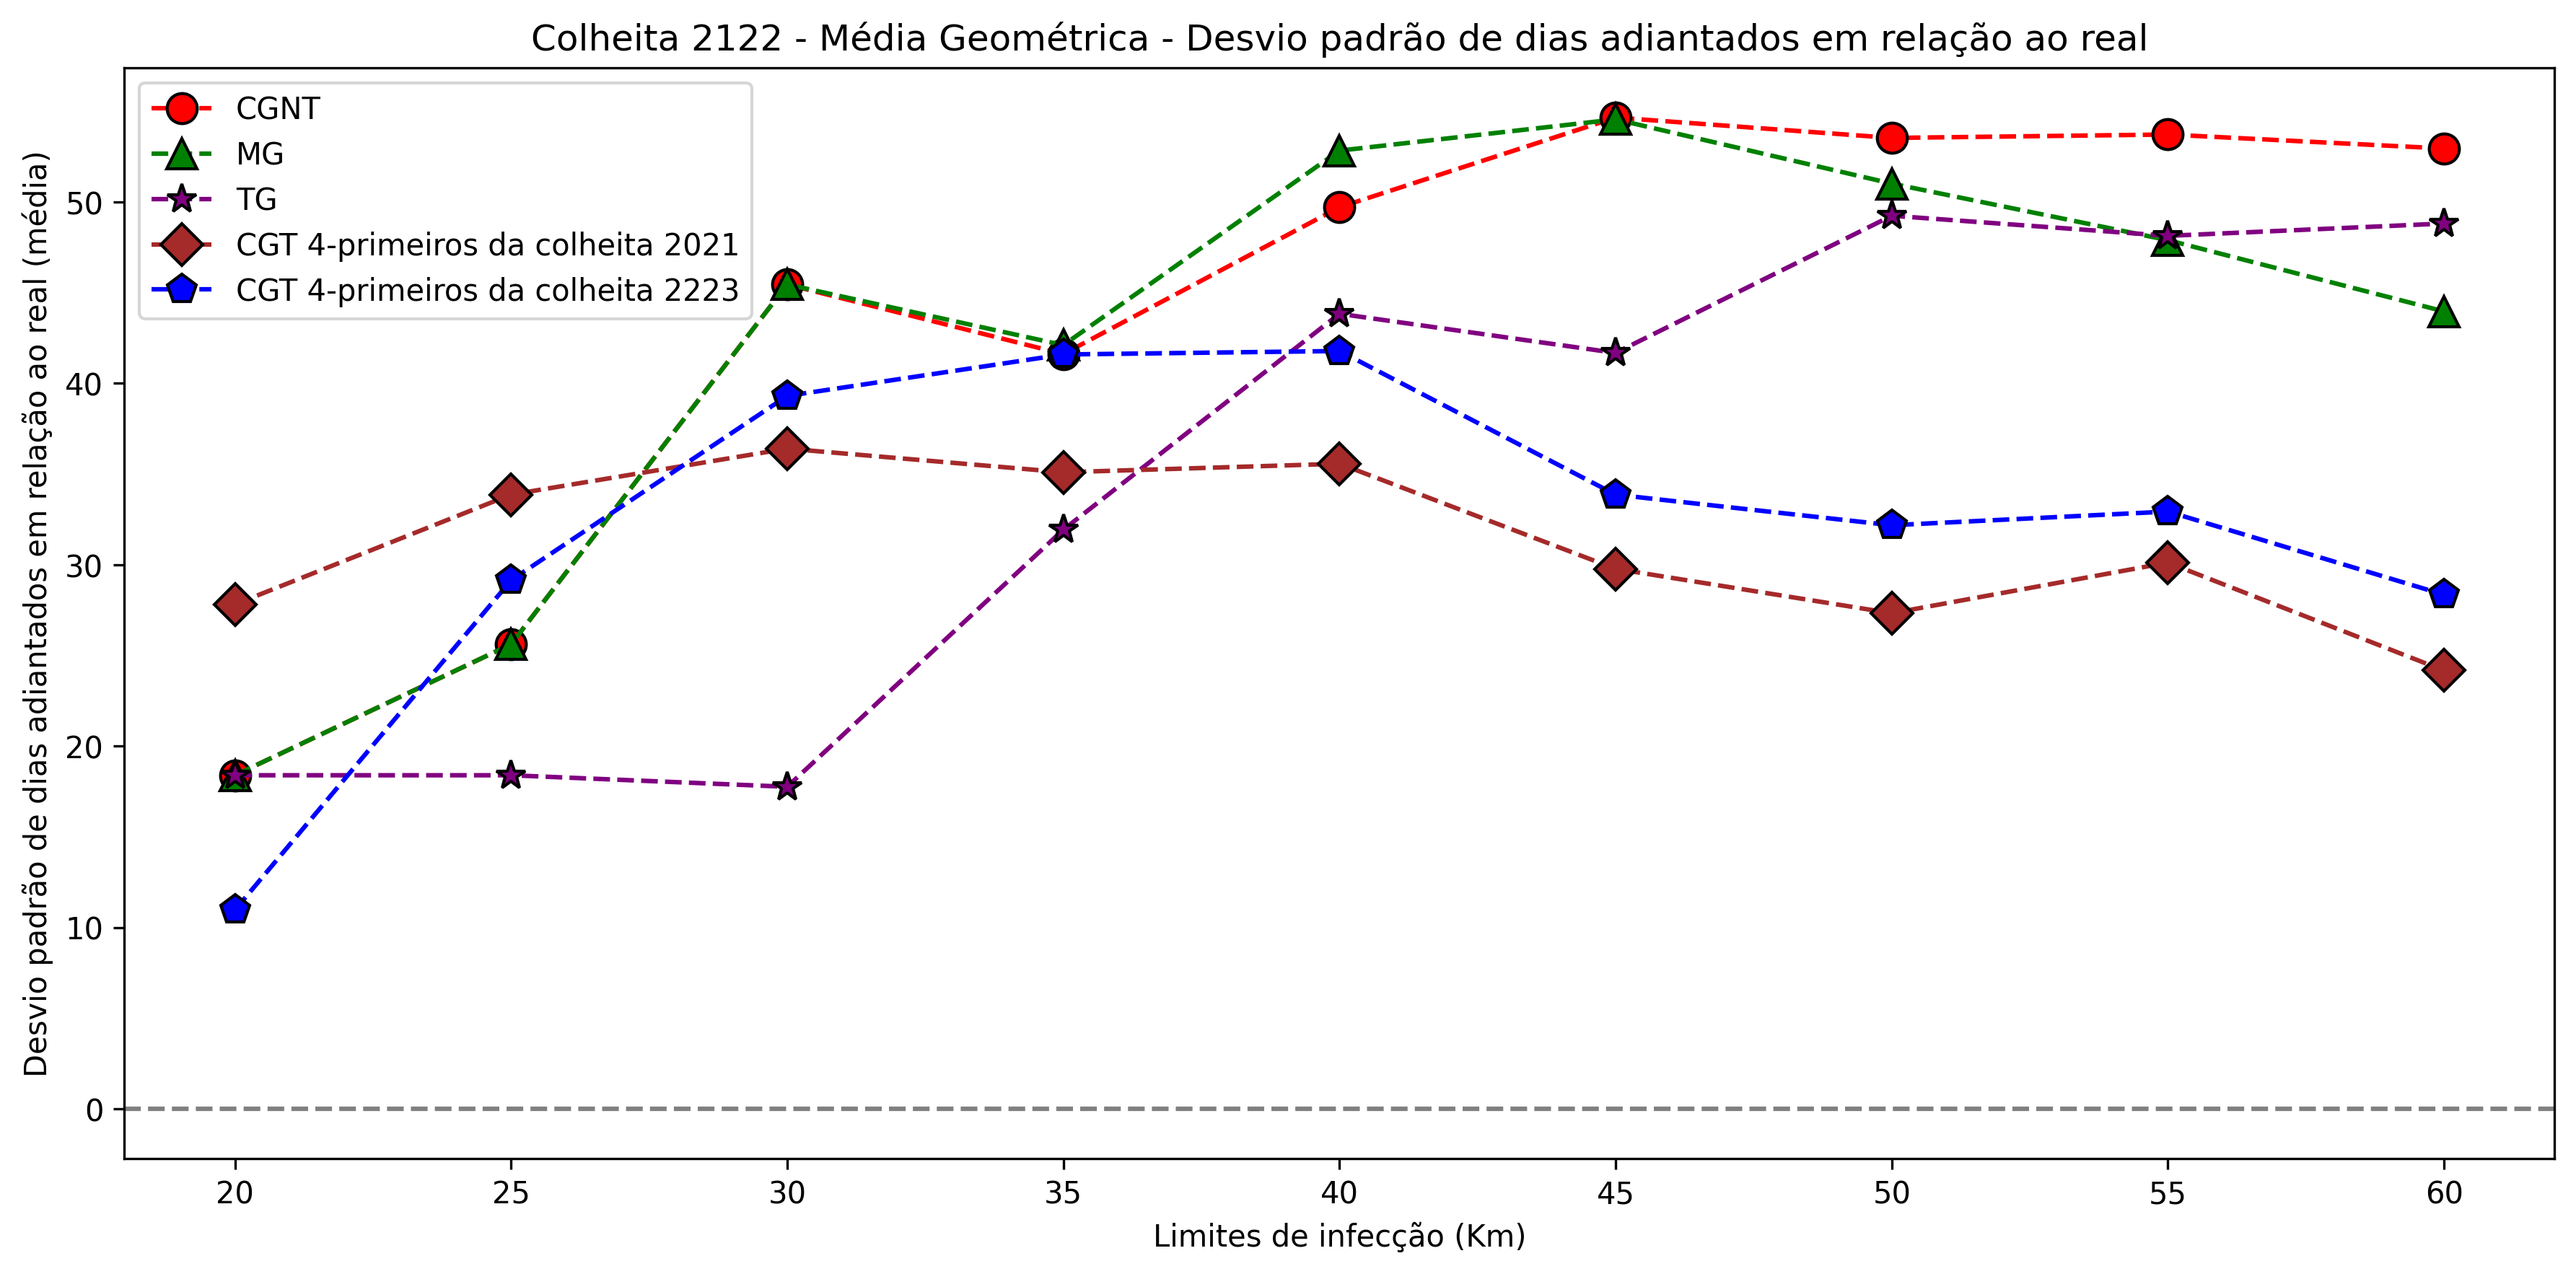 Colheita 2122 - Média Geométrica - Desvio padrão de dias adiantados em relação ao real
CGNT
MG
TG
CGT 4-primeiros da colheita 2021
CGT 4-primeiros da colheita 2223
Desvio padrão de dias adiantados em relação ao real (média)
50
40
30
20
10
0
20 25 30 35 40 45 50 55 60
Limites de infecção (Km)